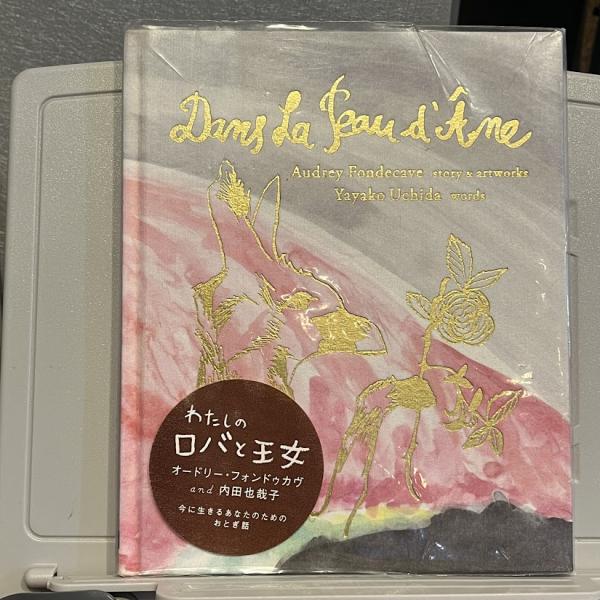 Dans La Peau d'Âne
Audrey Fondecave story & artworks
Yayako Uchida words
わたしの
ロバと王女
オードリー・フォンドゥカヴ
and 内田也哉子
今に生きるあなたのための
おとぎ話